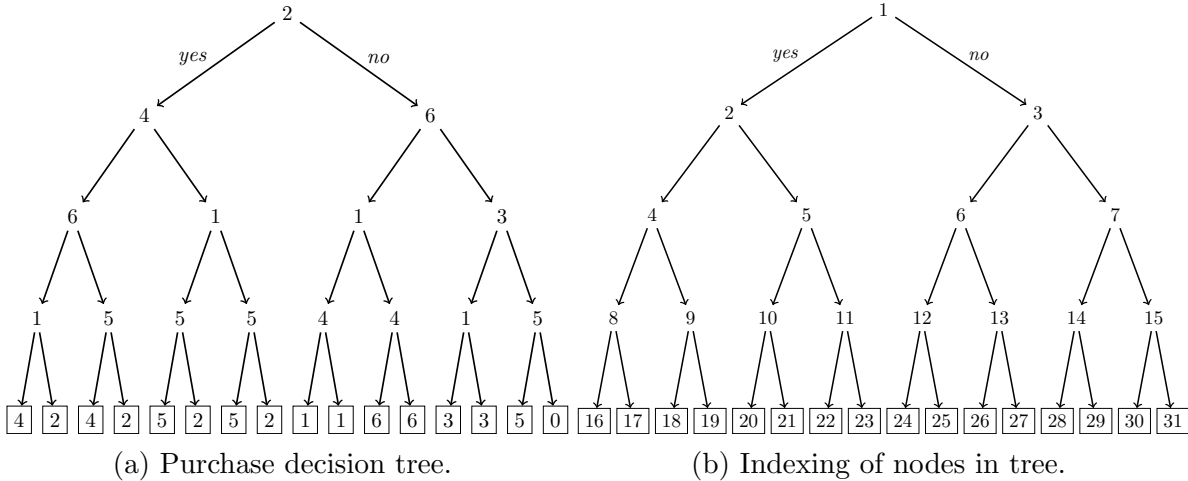 2 1
yes no yes no
4 6 2 3
6 1 1 3 4 5 6 7
1 5 5 5 4 4 1 5 8 9 10 11 12 13 14 15
4 2 4 2 5 2 5 2 1 1 6 6 3 3 5 0 16 17 18 19 20 21 22 23 24 25 26 27 28 29 30 31
(a) Purchase decision tree. (b) Indexing of nodes in tree.